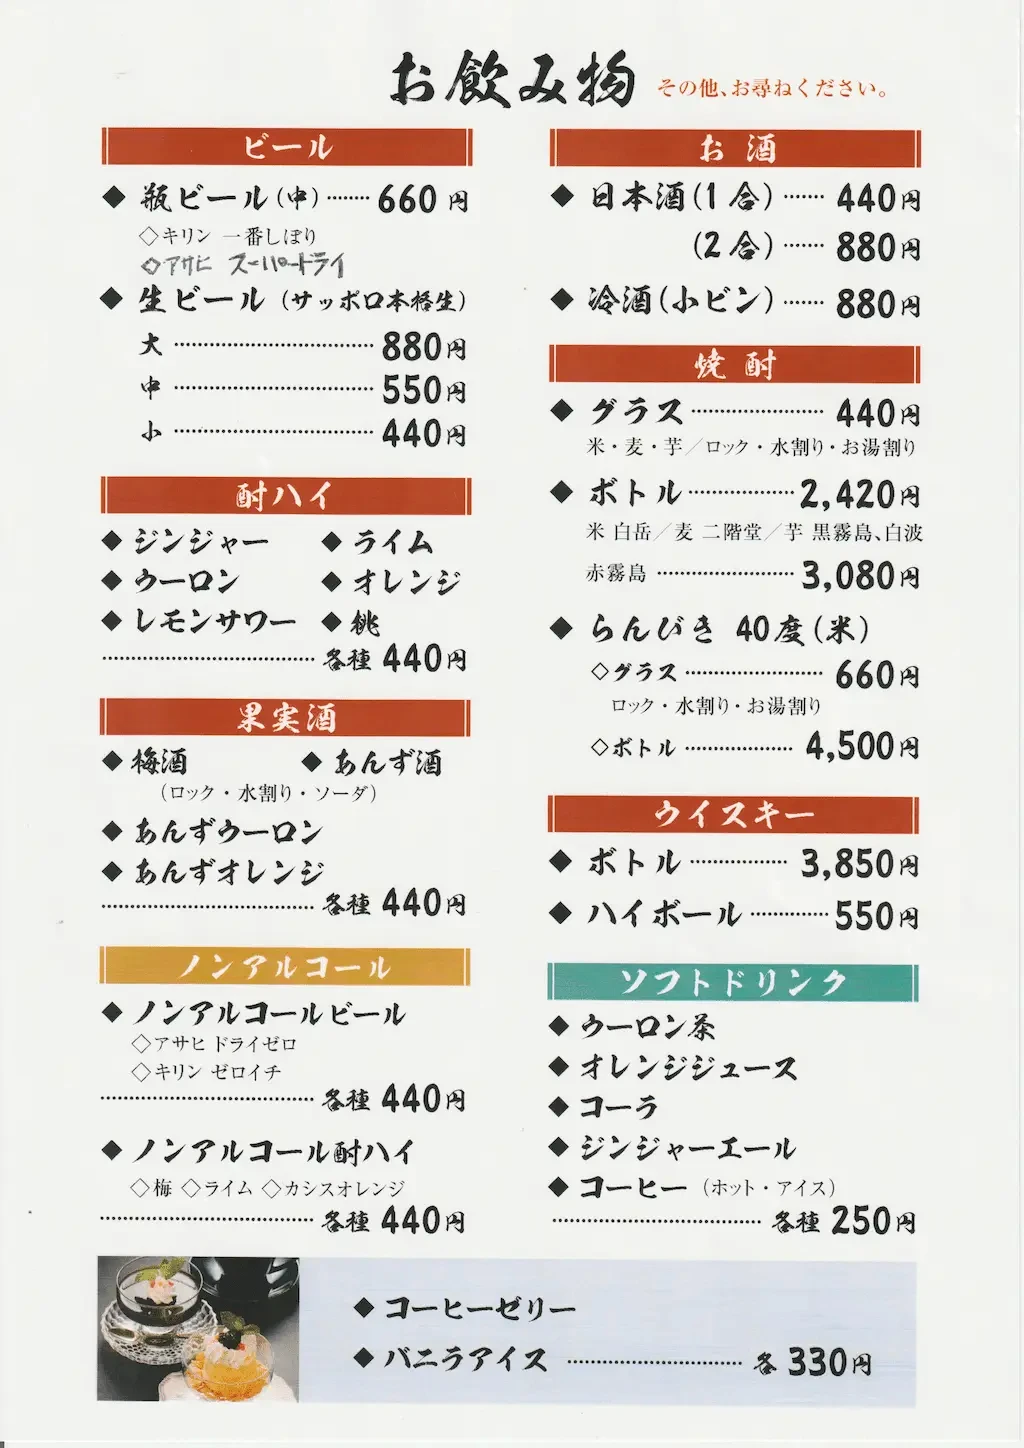 お飲み物 その他、お尋ねください。
ビール
◆ 瓶ビール(中)……… 660 円
◇キリン 一番しぼり
◇アサヒ スーパードライ
◆ 生ビール (サッポロ本格生)
大 ……………………… 880円
中 ……………………… 550円
小 ……………………… 440円
酎ハイ
◆ ジンジャー ◆ ライム
◆ ウーロン ◆ オレンジ
◆ レモンサワー ◆ 桃
……………………… 各種 440円
果実酒
◆ 梅酒 ◆ あんず酒
(ロック・水割り・ソーダ)
◆ あんずウーロン
◆ あんずオレンジ
……………………… 各種 440円
ノンアルコール
◆ ノンアルコールビール
◇アサヒ ドライゼロ
◇キリン ゼロイチ
……………………… 各種 440円
◆ ノンアルコール酎ハイ
◇梅 ◇ライム ◇カシスオレンジ
……………………… 各種 440円
お 酒
◆ 日本酒(1合)…… 440円
(2合)…… 880円
◆ 冷酒(小ビン)…… 880円
焼 酎
◆ グラス ……………… 440円
米・麦・芋／ロック・水割り・お湯割り
◆ ボトル ……………2,420円
米 白岳／麦 二階堂／芋 黒霧島、白波
赤霧島 ……………… 3,080円
◆ らんびき 40度(米)
◇グラス ……………… 660円
ロック・水割り・お湯割り
◇ボトル …………… 4,500円
ウイスキー
◆ ボトル ………… 3,850円
◆ ハイボール ………… 550円
ソフトドリンク
◆ ウーロン茶
◆ オレンジジュース
◆ コーラ
◆ ジンジャーエール
◆ コーヒー (ホット・アイス)
……………………… 各種 250円
◆ コーヒーゼリー
◆ バニラアイス …………………… 各 330円